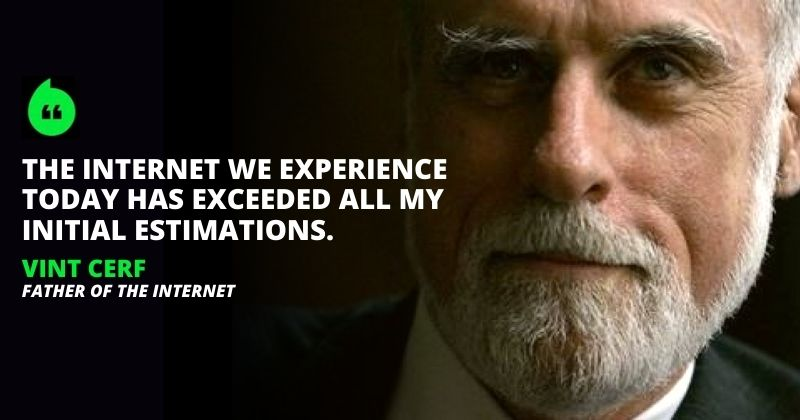 THE INTERNET WE EXPERIENCE
TODAY HAS EXCEEDED ALL MY
INITIAL ESTIMATIONS.
VINT CERF
FATHER OF THE INTERNET